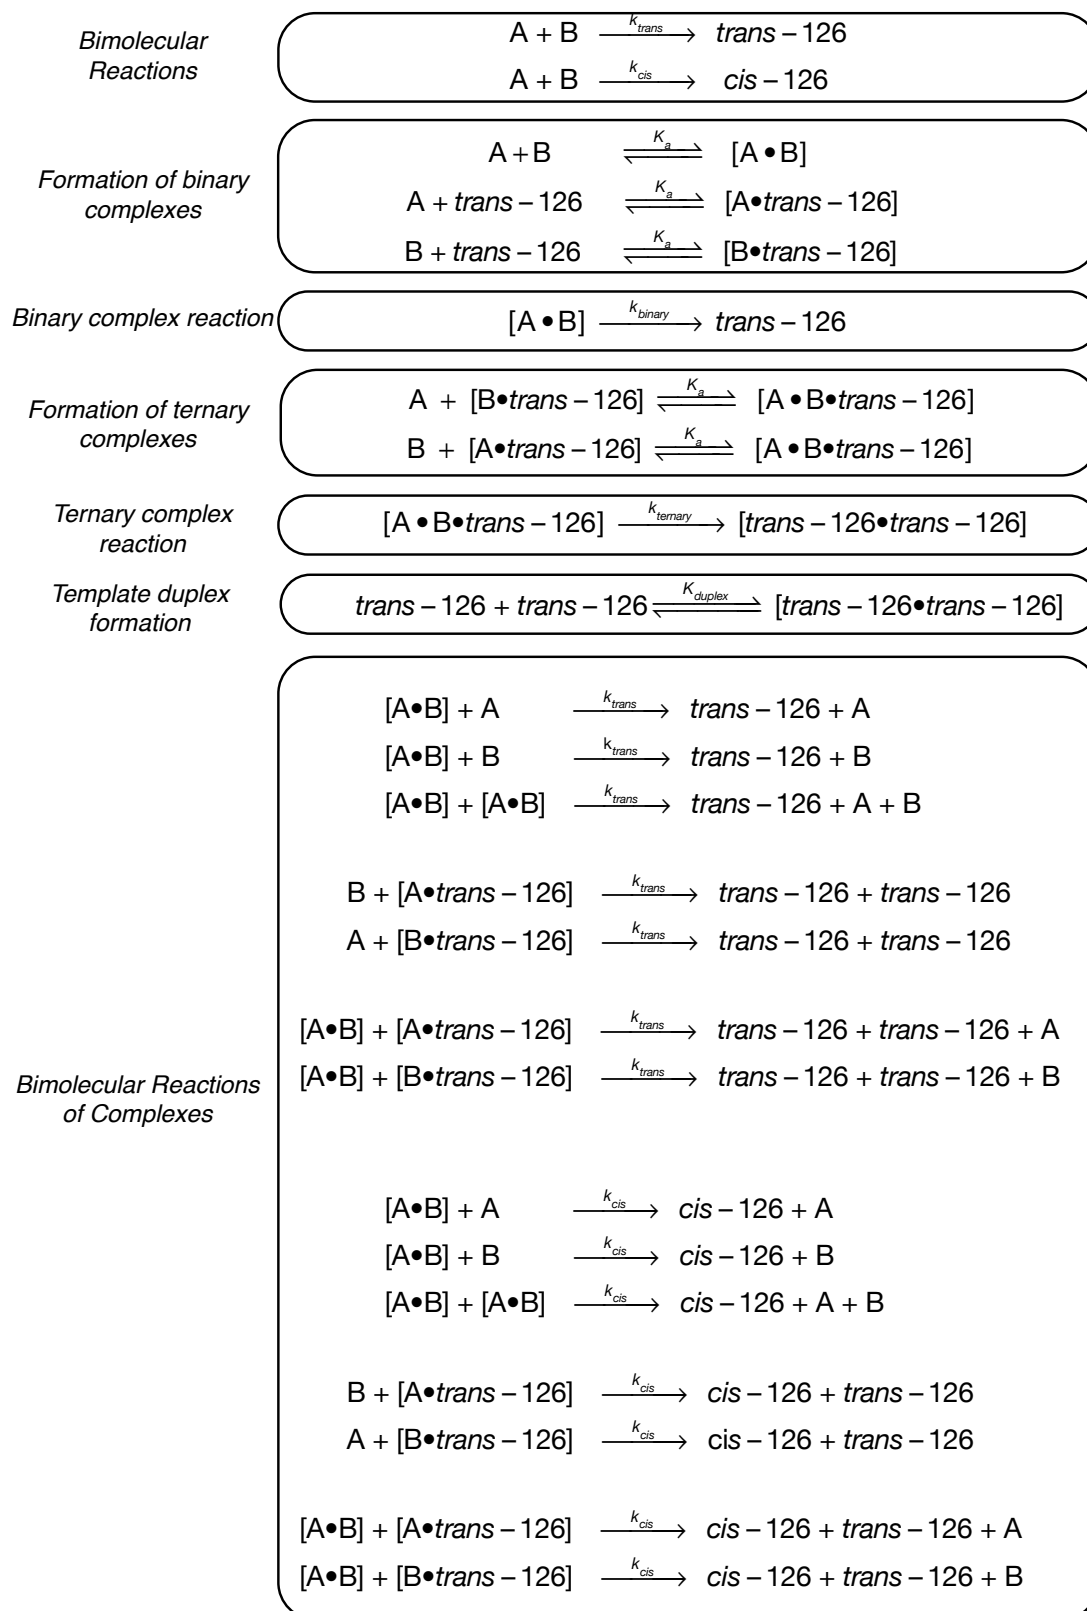 Bimolecular
Reactions
A + B k_trans → trans – 126
A + B k_cis → cis – 126
Formation of binary
complexes
A + B K_a ⇌ [A • B]
A + trans – 126 K_a ⇌ [A•trans – 126]
B + trans – 126 K_a ⇌ [B•trans – 126]
Binary complex reaction
[A • B] k_binary → trans – 126
Formation of ternary
complexes
A + [B•trans – 126] K_a ⇌ [A • B•trans – 126]
B + [A•trans – 126] K_a ⇌ [A • B•trans – 126]
Ternary complex
reaction
[A • B•trans – 126] k_ternary → [trans – 126•trans – 126]
Template duplex
formation
trans – 126 + trans – 126 K_duplex ⇌ [trans – 126•trans – 126]
Bimolecular Reactions
of Complexes
[A•B] + A k_trans → trans – 126 + A
[A•B] + B k_trans → trans – 126 + B
[A•B] + [A•B] k_trans → trans – 126 + A + B
B + [A•trans – 126] k_trans → trans – 126 + trans – 126
A + [B•trans – 126] k_trans → trans – 126 + trans – 126
[A•B] + [A•trans – 126] k_trans → trans – 126 + trans – 126 + A
[A•B] + [B•trans – 126] k_trans → trans – 126 + trans – 126 + B
[A•B] + A k_cis → cis – 126 + A
[A•B] + B k_cis → cis – 126 + B
[A•B] + [A•B] k_cis → cis – 126 + A + B
B + [A•trans – 126] k_cis → cis – 126 + trans – 126
A + [B•trans – 126] k_cis → cis – 126 + trans – 126
[A•B] + [A•trans – 126] k_cis → cis – 126 + trans – 126 + A
[A•B] + [B•trans – 126] k_cis → cis – 126 + trans – 126 + B